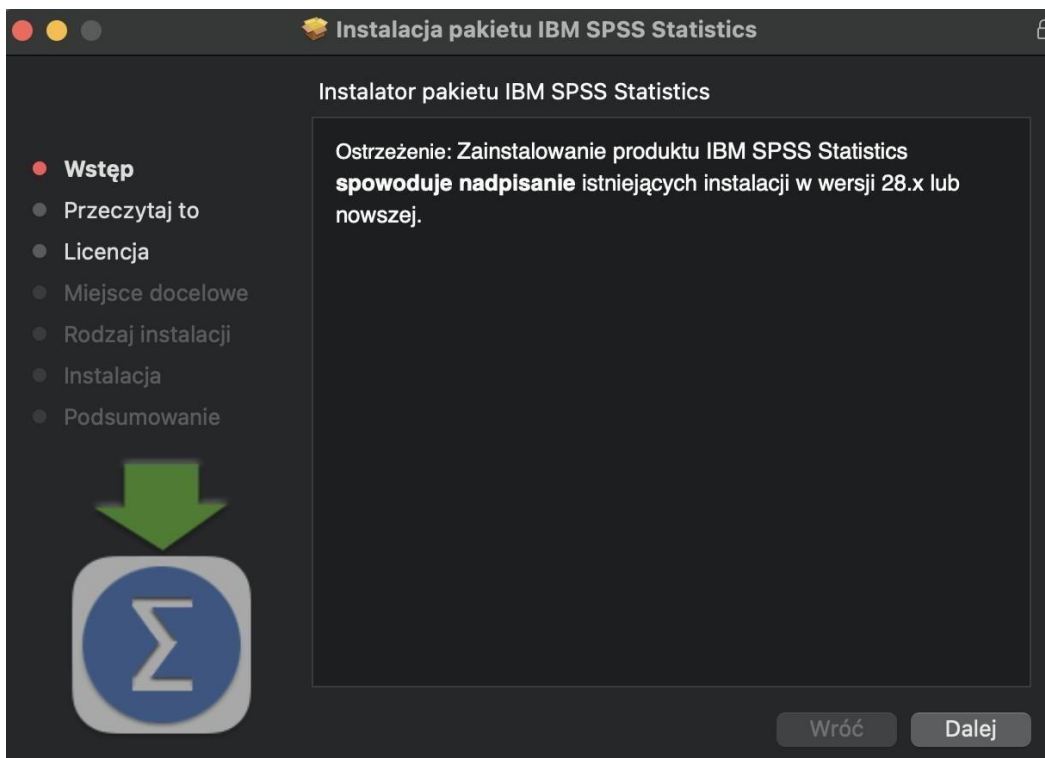 Instalacja pakietu IBM SPSS Statistics
Instalator pakietu IBM SPSS Statistics
Wstęp
Przeczytaj to
Licencja
Miejsce docelowe
Rodzaj instalacji
Instalacja
Podsumowanie
Ostrzeżenie: Zainstalowanie produktu IBM SPSS Statistics
spowoduje nadpisanie istniejących instalacji w wersji 28.x lub
nowszej.
Σ
Wróć
Dalej